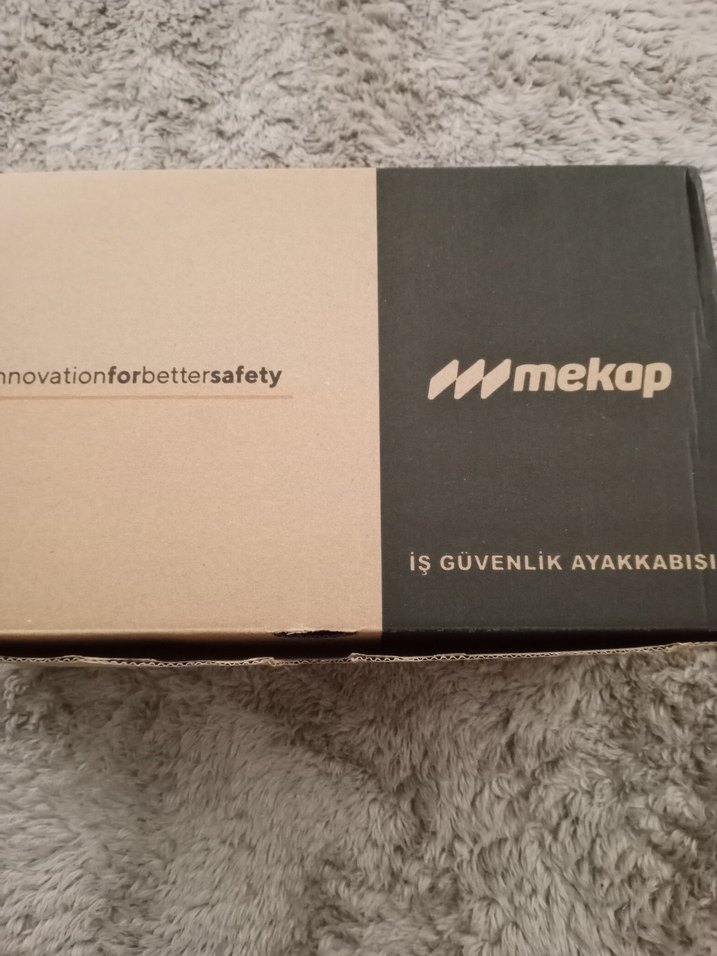 nnovationforbettersafety
mekap
İŞ GÜVENLİK AYAKKABISI